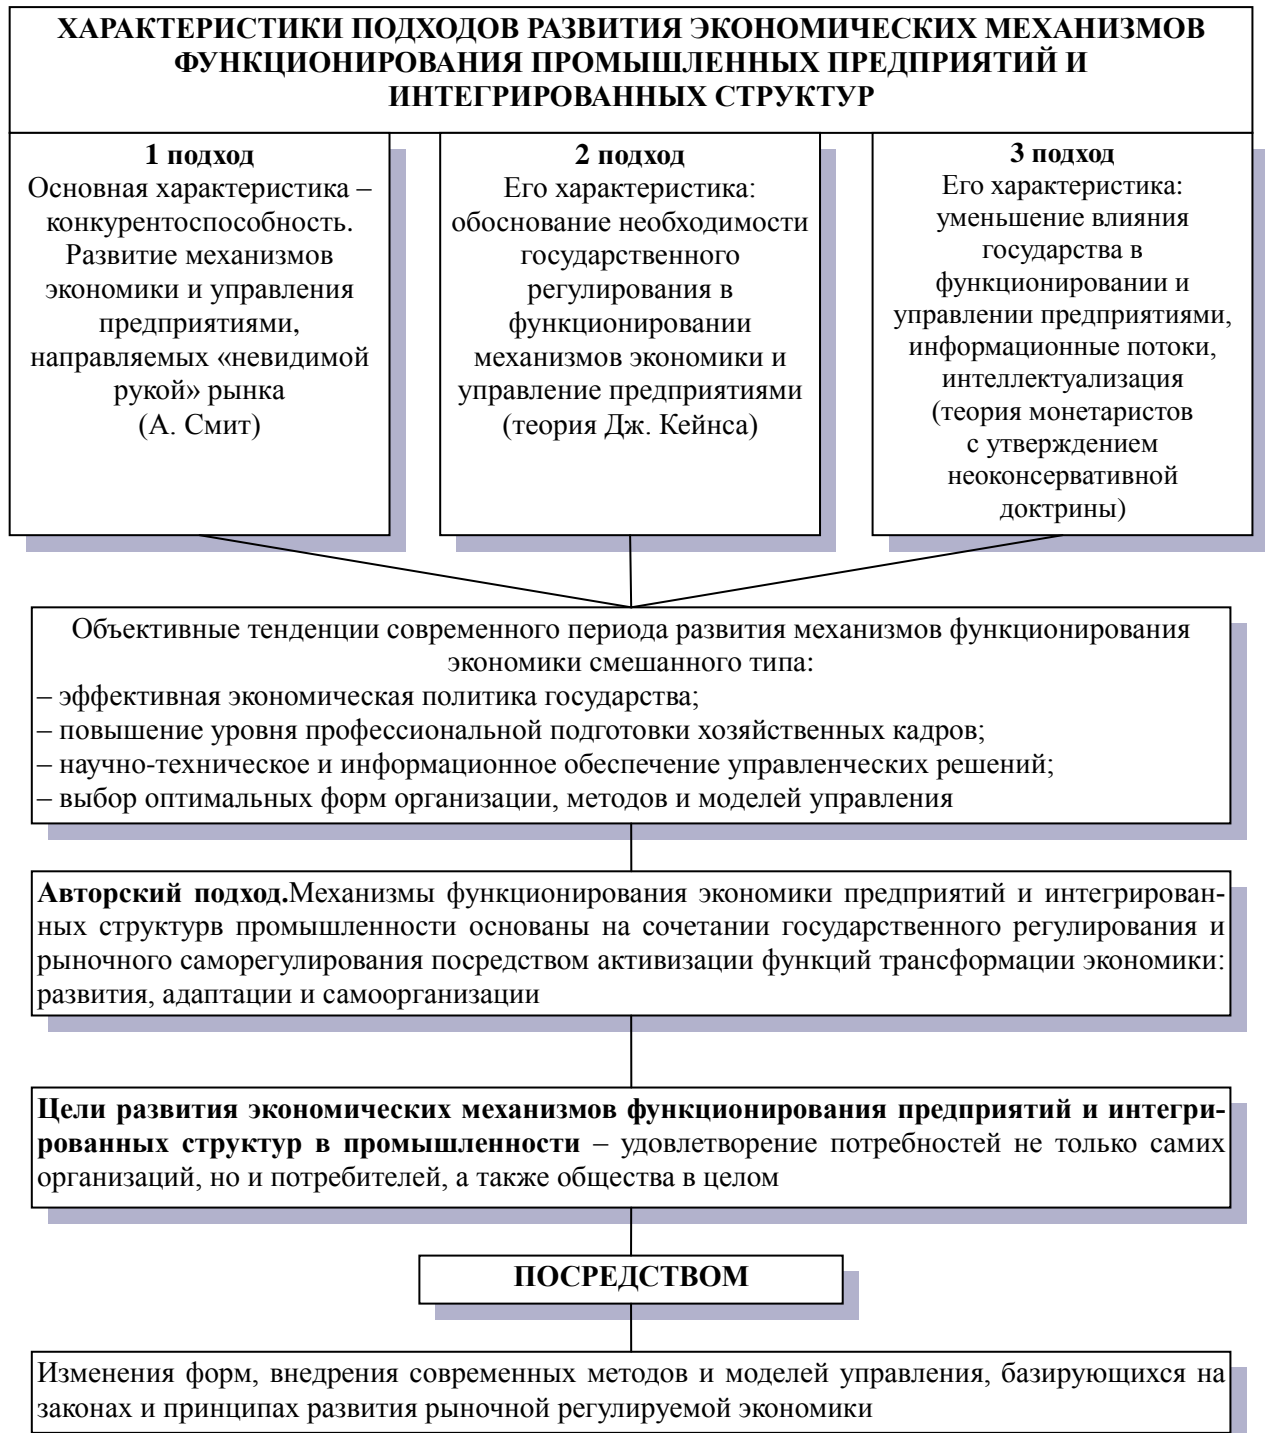 ХАРАКТЕРИСТИКИ ПОДХОДОВ РАЗВИТИЯ ЭКОНОМИЧЕСКИХ МЕХАНИЗМОВ
ФУНКЦИОНИРОВАНИЯ ПРОМЫШЛЕННЫХ ПРЕДПРИЯТИЙ И
ИНТЕГРИРОВАННЫХ СТРУКТУР
1 подход
Основная характеристика –
конкурентоспособность.
Развитие механизмов
экономики и управления
предприятиями,
направляемых «невидимой
рукой» рынка
(А. Смит)
2 подход
Его характеристика:
обоснование необходимости
государственного
регулирования в
функционировании
механизмов экономики и
управление предприятиями
(теория Дж. Кейнса)
3 подход
Его характеристика:
уменьшение влияния
государства в
функционировании и
управлении предприятиями,
информационные потоки,
интеллектуализация
(теория монетаристов
с утверждением
неоконсервативной
доктрины)
Объективные тенденции современного периода развития механизмов функционирования
экономики смешанного типа:
– эффективная экономическая политика государства;
– повышение уровня профессиональной подготовки хозяйственных кадров;
– научно-техническое и информационное обеспечение управленческих решений;
– выбор оптимальных форм организации, методов и моделей управления
Авторский подход.Механизмы функционирования экономики предприятий и интегрирован-
ных структурв промышленности основаны на сочетании государственного регулирования и
рыночного саморегулирования посредством активизации функций трансформации экономики:
развития, адаптации и самоорганизации
Цели развития экономических механизмов функционирования предприятий и интегри-
рованных структур в промышленности – удовлетворение потребностей не только самих
организаций, но и потребителей, а также общества в целом
ПОСРЕДСТВОМ
Изменения форм, внедрения современных методов и моделей управления, базирующихся на
законах и принципах развития рыночной регулируемой экономики